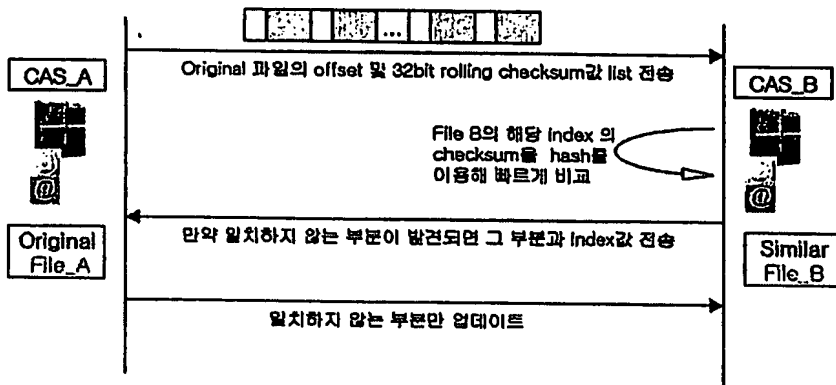 ...
Original 파일의 offset 및 32bit rolling checksum값 list 전송
CAS_A
CAS_B
File B의 해당 index 의
checksum을 hash를
이용해 빠르게 비교
@
@
만약 일치하지 않는 부분이 발견되면 그 부분과 index값 전송
Original
File_A
Similar
File_B
일치하지 않는 부분만 업데이트